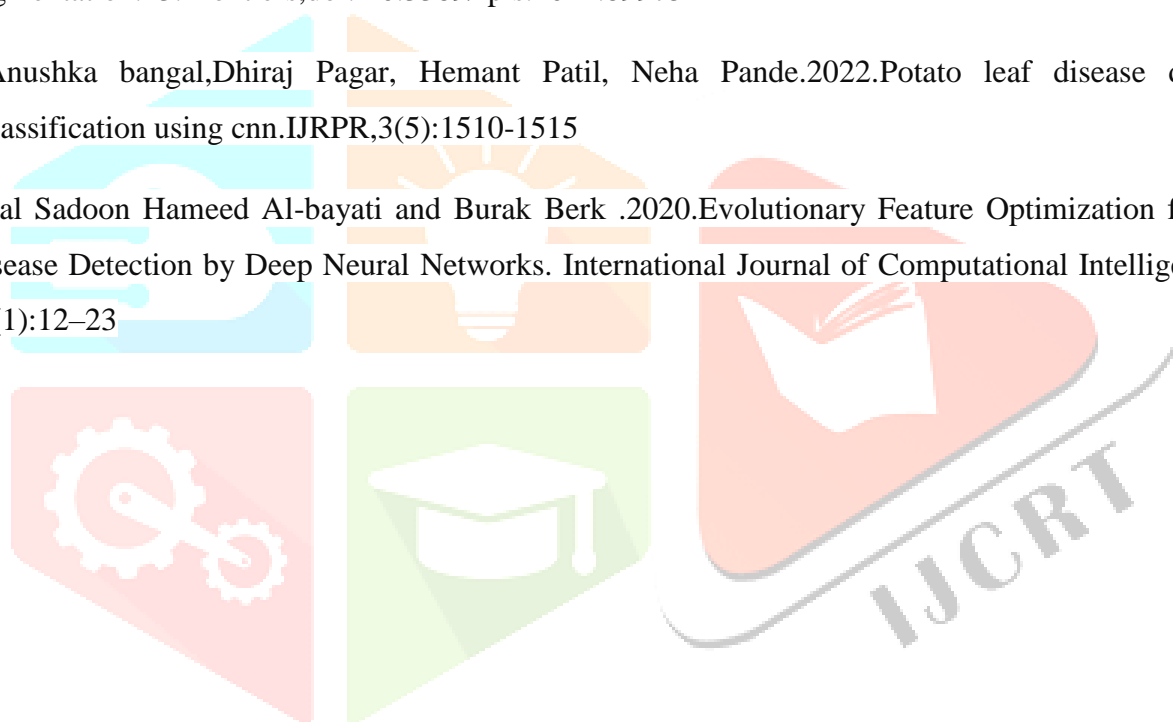 Anushka bangal,Dhiraj Pagar, Hemant Patil, Neha Pande.2022.Potato leaf disease
assification using cnn.IJRPR,3(5):1510-1515
al Sadoon Hameed Al-bayati and Burak Berk .2020.Evolutionary Feature Optimization
sease Detection by Deep Neural Networks. International Journal of Computational
(1):12–23
IJCRT